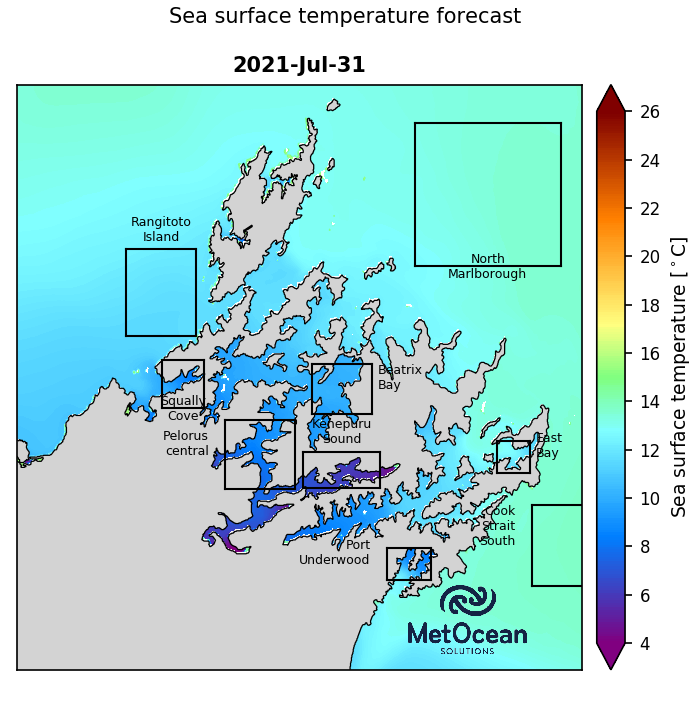 Sea surface temperature forecast
2021-Jul-31
Rangitoto
Island
North
Marlborough
Squally
Cove
Beatrix
Bay
Pelorus
central
Kenepuru
Sound
East
Bay
Cook
Strait
South
Port
Underwood
MetOcean
SOLUTIONS
26
24
22
20
18
16
14
12
10
8
6
4
Sea surface temperature [ °C]